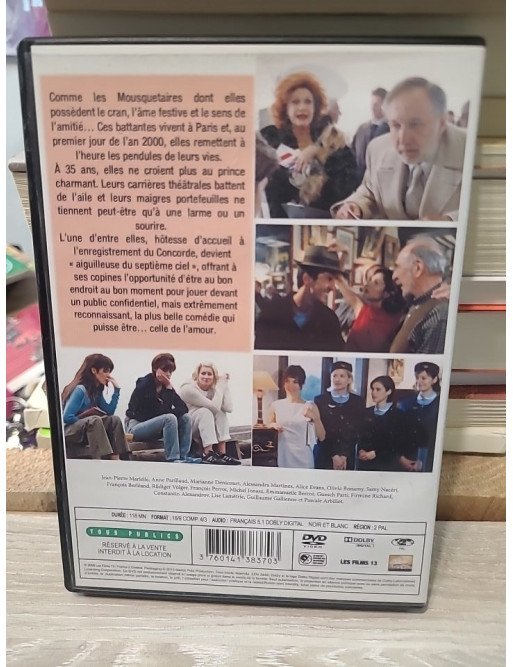 Comme les Mousquetaires dont elles
possèdent le cran, l'âme festive et le sens de
l'amitié... Ces battantes vivent à Paris et, au
premier jour de l'an 2000, elles remettent à
l'heure les pendules de leurs vies.
À 35 ans, elles ne croient plus au prince
charmant. Leurs carrières théâtrales battent
de l'aile et leurs maigres portefeuilles ne
tiennent peut-être qu'à une larme ou un
sourire.
L'une d'entre elles, hôtesse d'accueil à
l'enregistrement du Concorde, devient
« aiguilleuse du septième ciel », offrant à
ses copines l'opportunité d'être au bon
endroit au bon moment pour jouer devant
un public confidentiel, mais extrêmement
reconnaissant, la plus belle comédie qui
puisse être... celle de l'amour.
Jean-Pierre Marielle, Anne Parillaud, Marianne Denicourt, Alessandra Martines, Alice Evans, Olivia Bonamy, Samy Nacéri,
François Berléand, Rüdiger Vogler, François Perrot, Michel Jonasz, Emmanuelle Bercot, Guesch Patti, Firmine Richard,
Constantin Alexandrov, Lise Lamétrie, Guillaume Gallienne et Pascale Arbillot.
DURÉE: 118 MN FORMAT: 16/9 COMP. 4/3 AUDIO: FRANÇAIS 5.1 DOBLY DIGITAL NOIR ET BLANC RÉGION: 2 PAL
TOUS PUBLICS
RÉSERVÉ À LA VENTE
INTERDIT À LA LOCATION
3 760141 383703
DVD
VIDEO
DOLBY
DIGITAL
PAL
LES FILMS 13